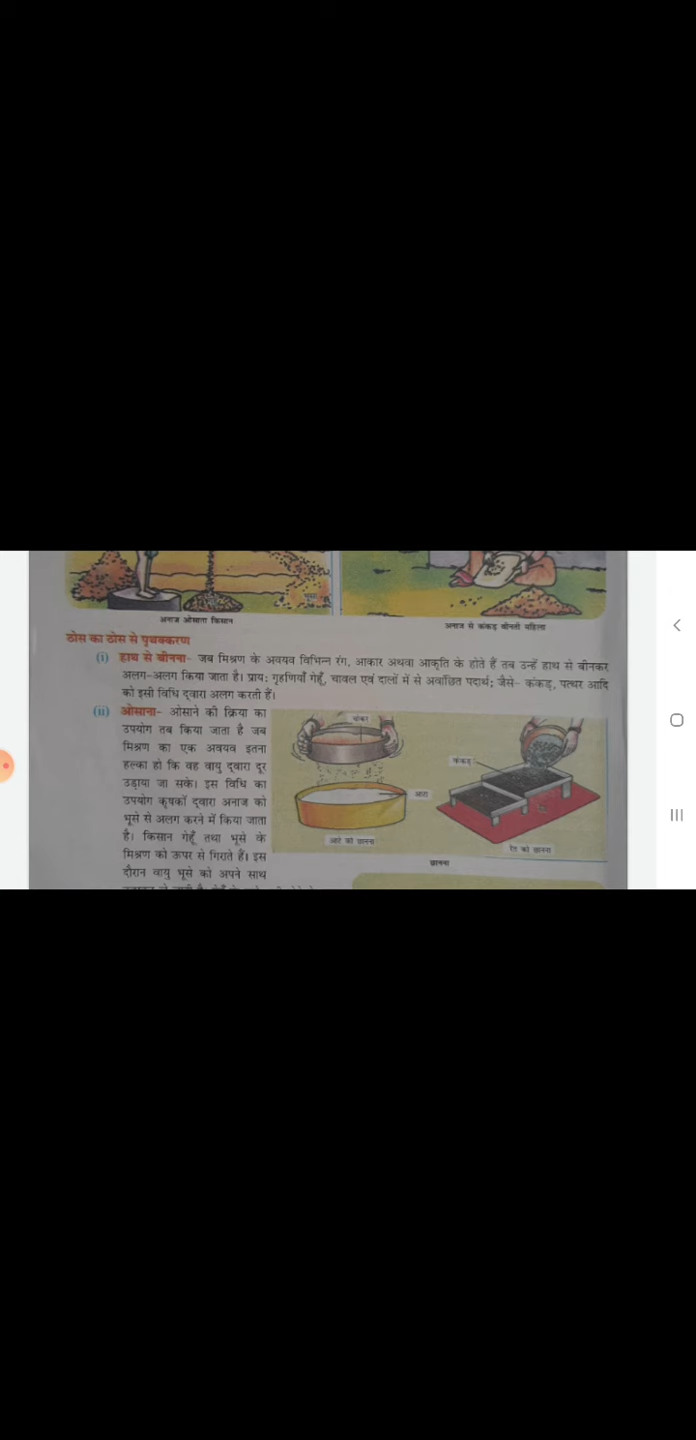 भूसा
अनाज ओसाता किसान
अनाज से कंकड़ बीनती महिला
ठोस का ठोस से पृथक्करण
(i) हाथ से बीनना- जब मिश्रण के अवयव विभिन्न रंग, आकार अथवा आकृति के होते हैं तब उन्हें हाथ से बीनकर
अलग-अलग किया जाता है। प्रायः गृहणियाँ गेहूँ, चावल एवं दालों में से अवांछित पदार्थ; जैसे- कंकड़, पत्थर आदि
को इसी विधि द्वारा अलग करती हैं।
(ii) ओसाना- ओसाने की क्रिया का
उपयोग तब किया जाता है जब
मिश्रण का एक अवयव इतना
हल्का हो कि वह वायु द्वारा दूर
उड़ाया जा सके। इस विधि का
उपयोग कृषकों द्वारा अनाज को
भूसे से अलग करने में किया जाता
है। किसान गेहूँ तथा भूसे के
मिश्रण को ऊपर से गिराते हैं। इस
दौरान वायु भूसे को अपने साथ
चोकर
आटा
आटे को छानना
कंकड़
रेत को छानना
छानना